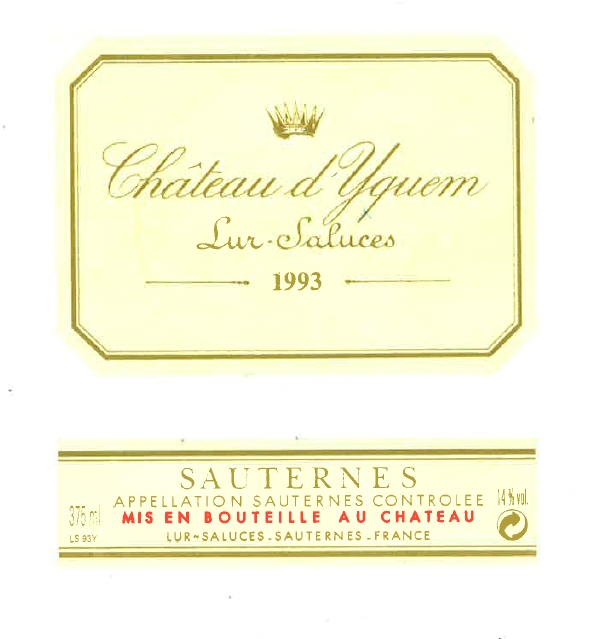 Château d'Yquem
Lur-Saluces
1993
SAUTERNES
APPELLATION SAUTERNES CONTROLEE
14 % vol.
375 ml
MIS EN BOUTEILLE AU CHATEAU
LS 93Y
LUR~SALUCES-SAUTERNES-FRANCE